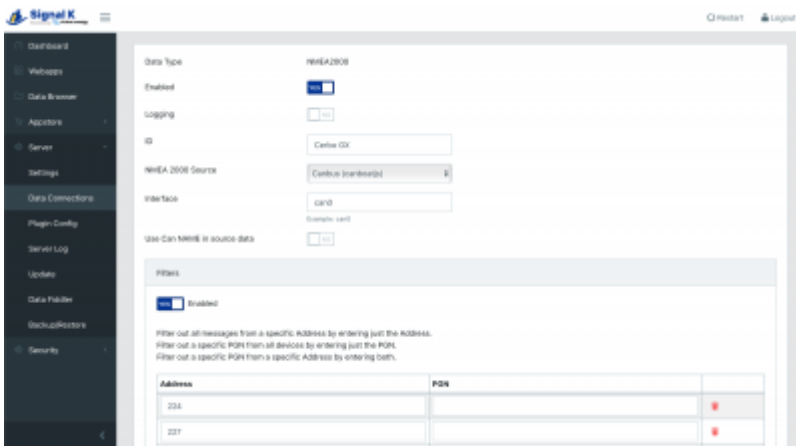 Signal K
Restart
Logout
Dashboard
Webapps
Data Browser
Appstore
Server
Settings
Data Connections
Plugin Config
Server Log
Update
Data Fiddler
Backup/Restore
Security
Data Type NMEA2000
Enabled YES
Logging NO
ID Cerbo GX
NMEA 2000 Source Canbus (canboatjs)
Interface can0
Example: can0
Use Can NAME in source data NO
Filters
YES Enabled
Filter out all messages from a specific Address by entering just the Address.
Filter out a specific PGN from all devices by entering just the PGN.
Filter out a specific PGN from a specific Address by entering both.
Address PGN
224
227